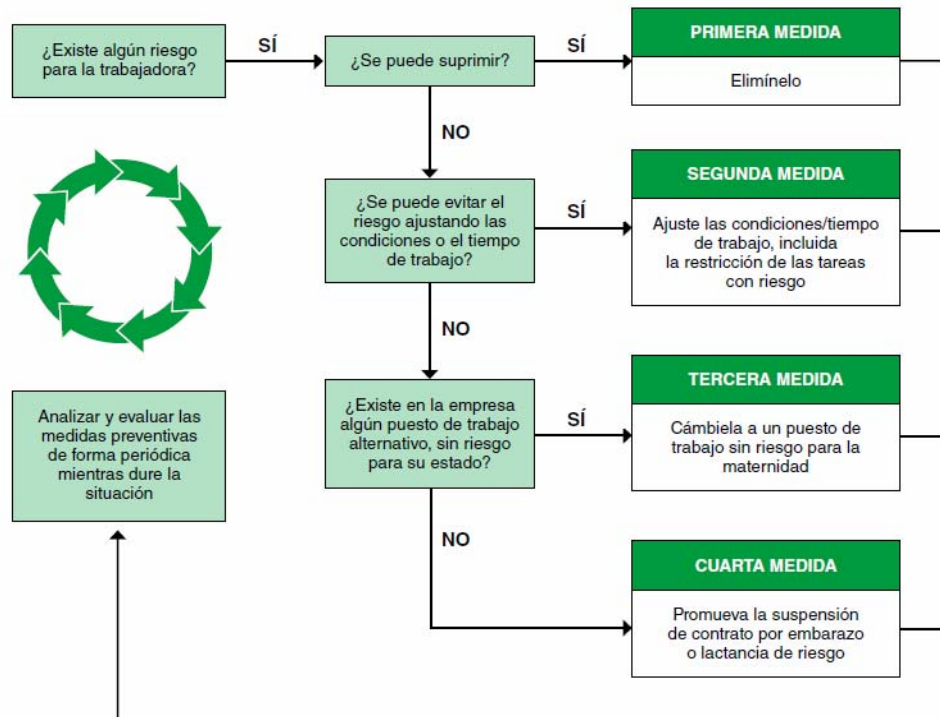 ¿Existe algún riesgo
para la trabajadora?
SÍ
¿Se puede suprimir?
SÍ
PRIMERA MEDIDA
Elimínelo
NO
¿Se puede evitar el
riesgo ajustando las
condiciones o el tiempo
de trabajo?
SÍ
SEGUNDA MEDIDA
Ajuste las condiciones/tiempo
de trabajo, incluida
la restricción de las tareas
con riesgo
NO
¿Existe en la empresa
algún puesto de trabajo
alternativo, sin riesgo
para su estado?
SÍ
TERCERA MEDIDA
Cámbiela a un puesto de
trabajo sin riesgo para la
maternidad
NO
CUARTA MEDIDA
Promueva la suspensión
de contrato por embarazo
o lactancia de riesgo
Analizar y evaluar las
medidas preventivas
de forma periódica
mientras dure la
situación